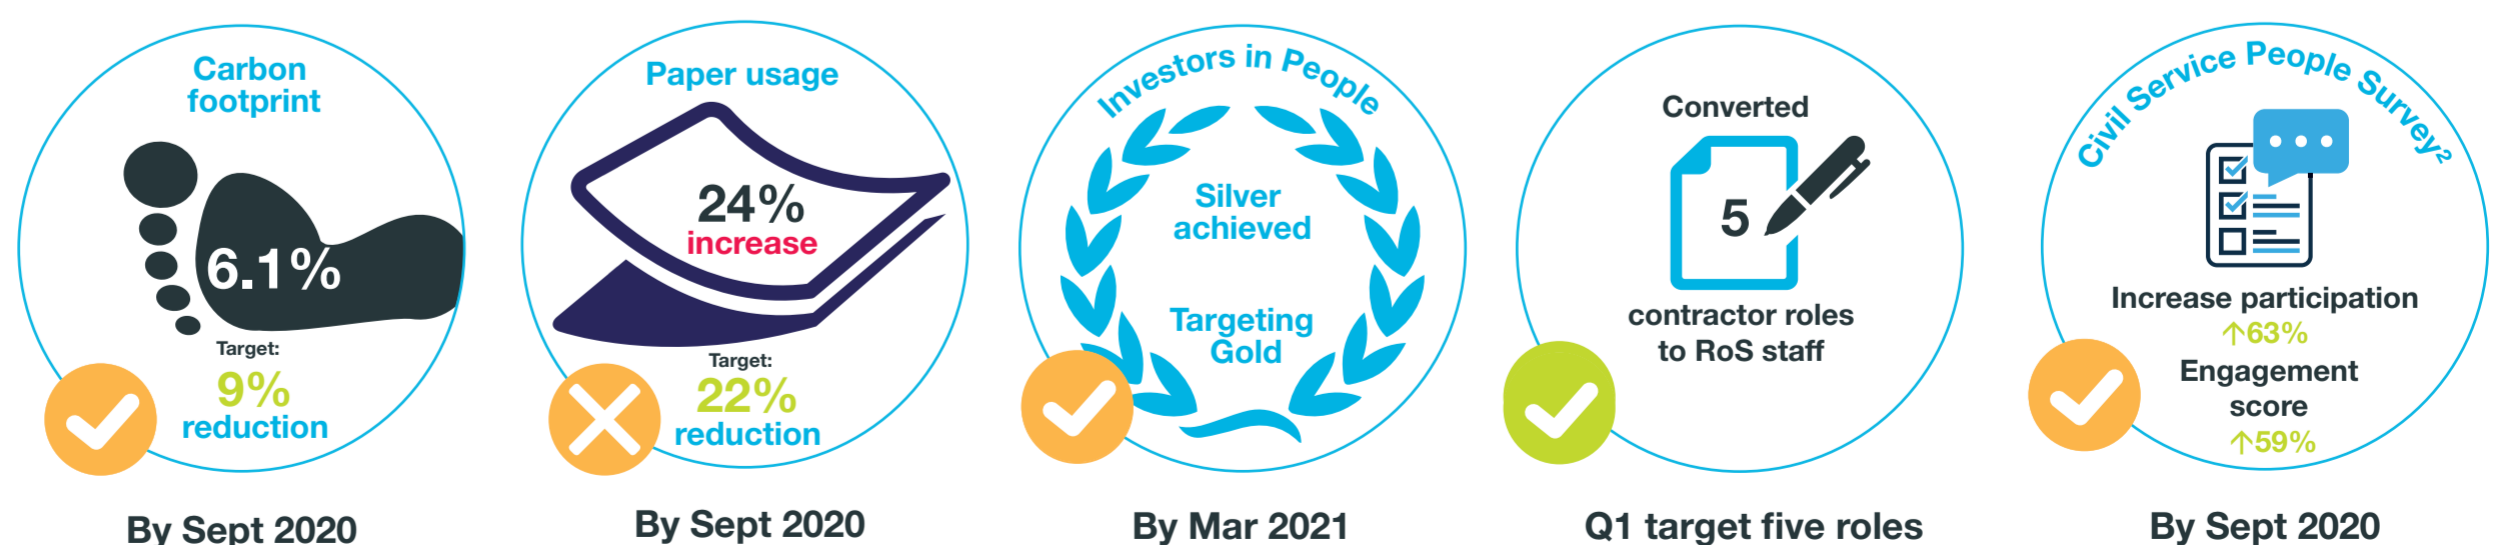 Carbon
footprint
6.1%
Target:
9%
reduction
By Sept 2020
Paper usage
24%
increase
Target:
22%
reduction
By Sept 2020
Investors in People
Silver
achieved
Targeting
Gold
By Mar 2021
Converted
5
contractor roles
to RoS staff
Q1 target five roles
Civil Service People Survey²
Increase participation
↑63%
Engagement
score
↑59%
By Sept 2020